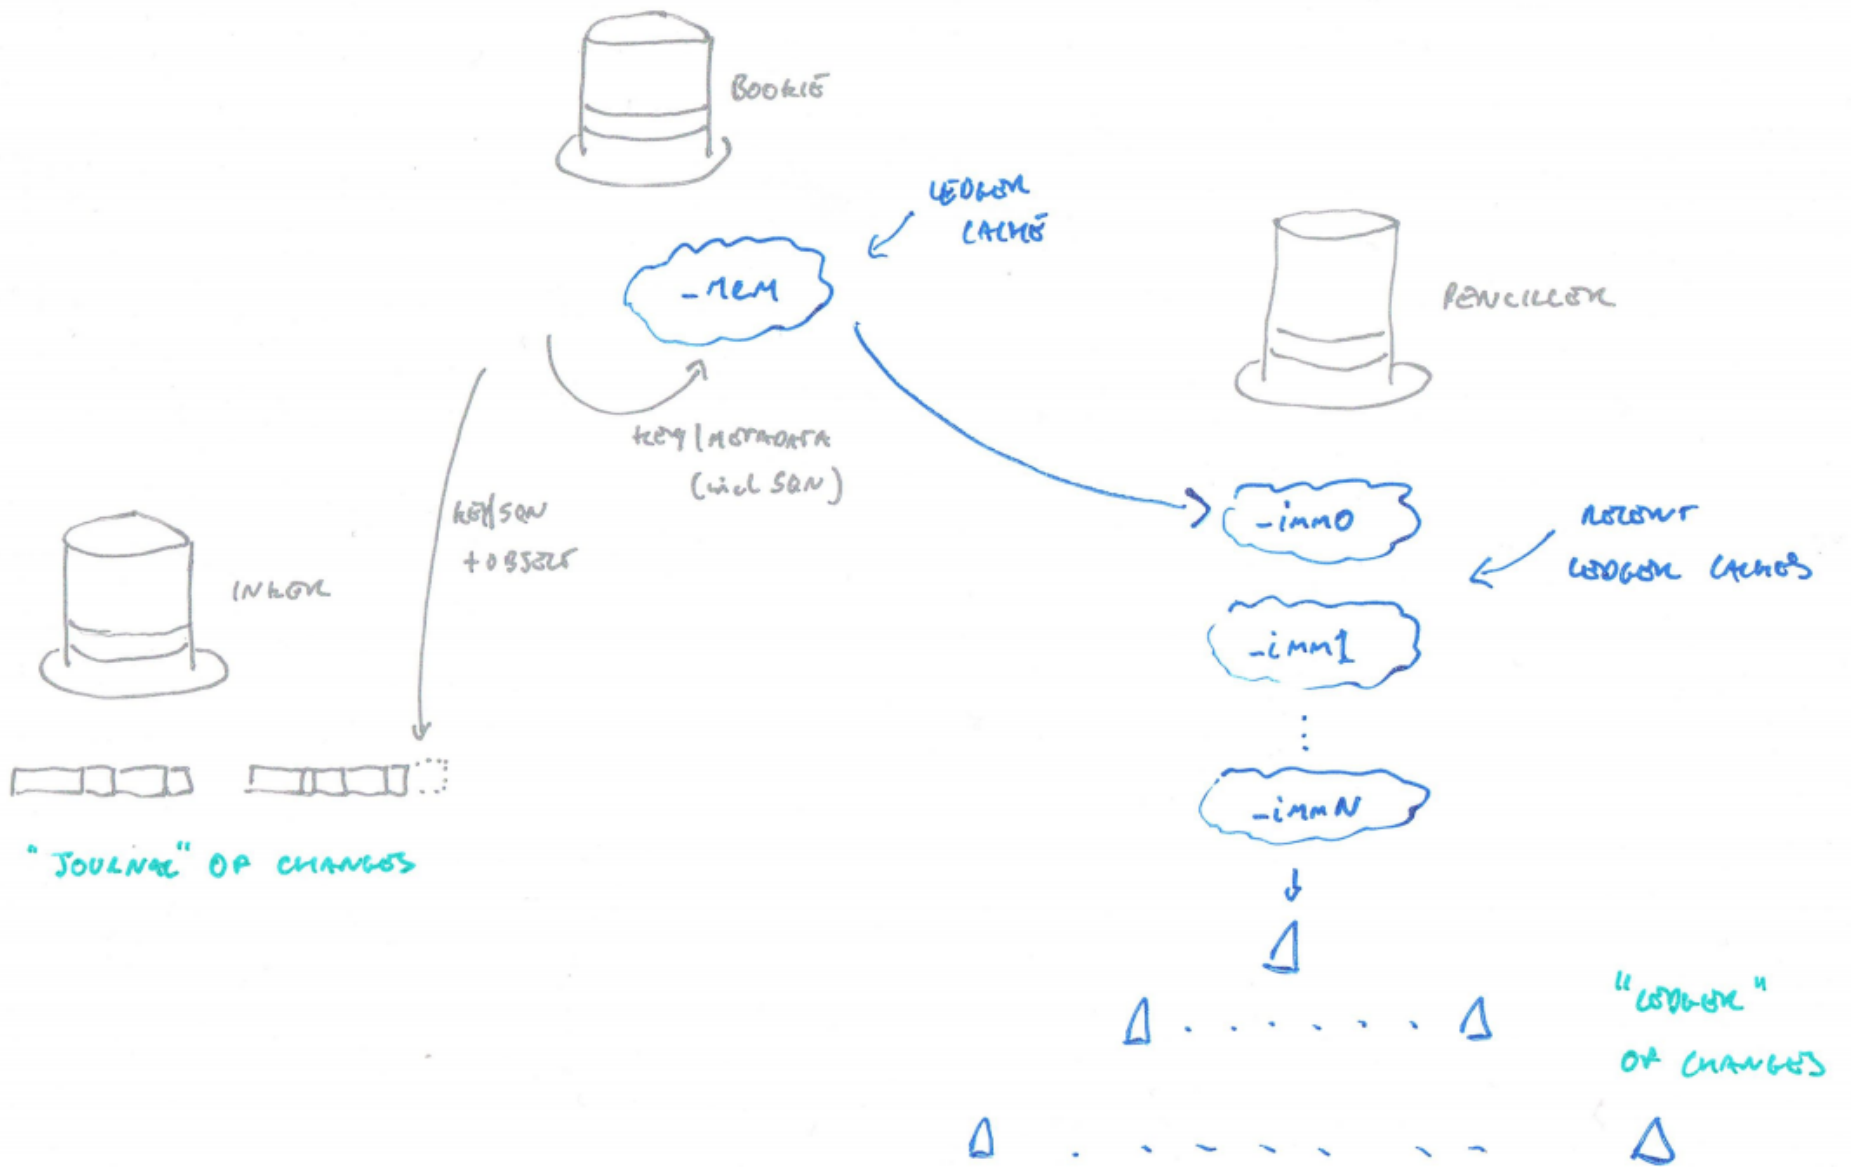 BOOKIE
LEDGER
CACHE
_MEM
PENCILLER
KEY/METADATA
(incl SQN)
KEY/SQN
+ OBJECT
_imm0
RECENT
LEDGER CACHES
INKER
_imm1
_immN
"JOURNAL" OF CHANGES
"LEDGER"
OF CHANGES